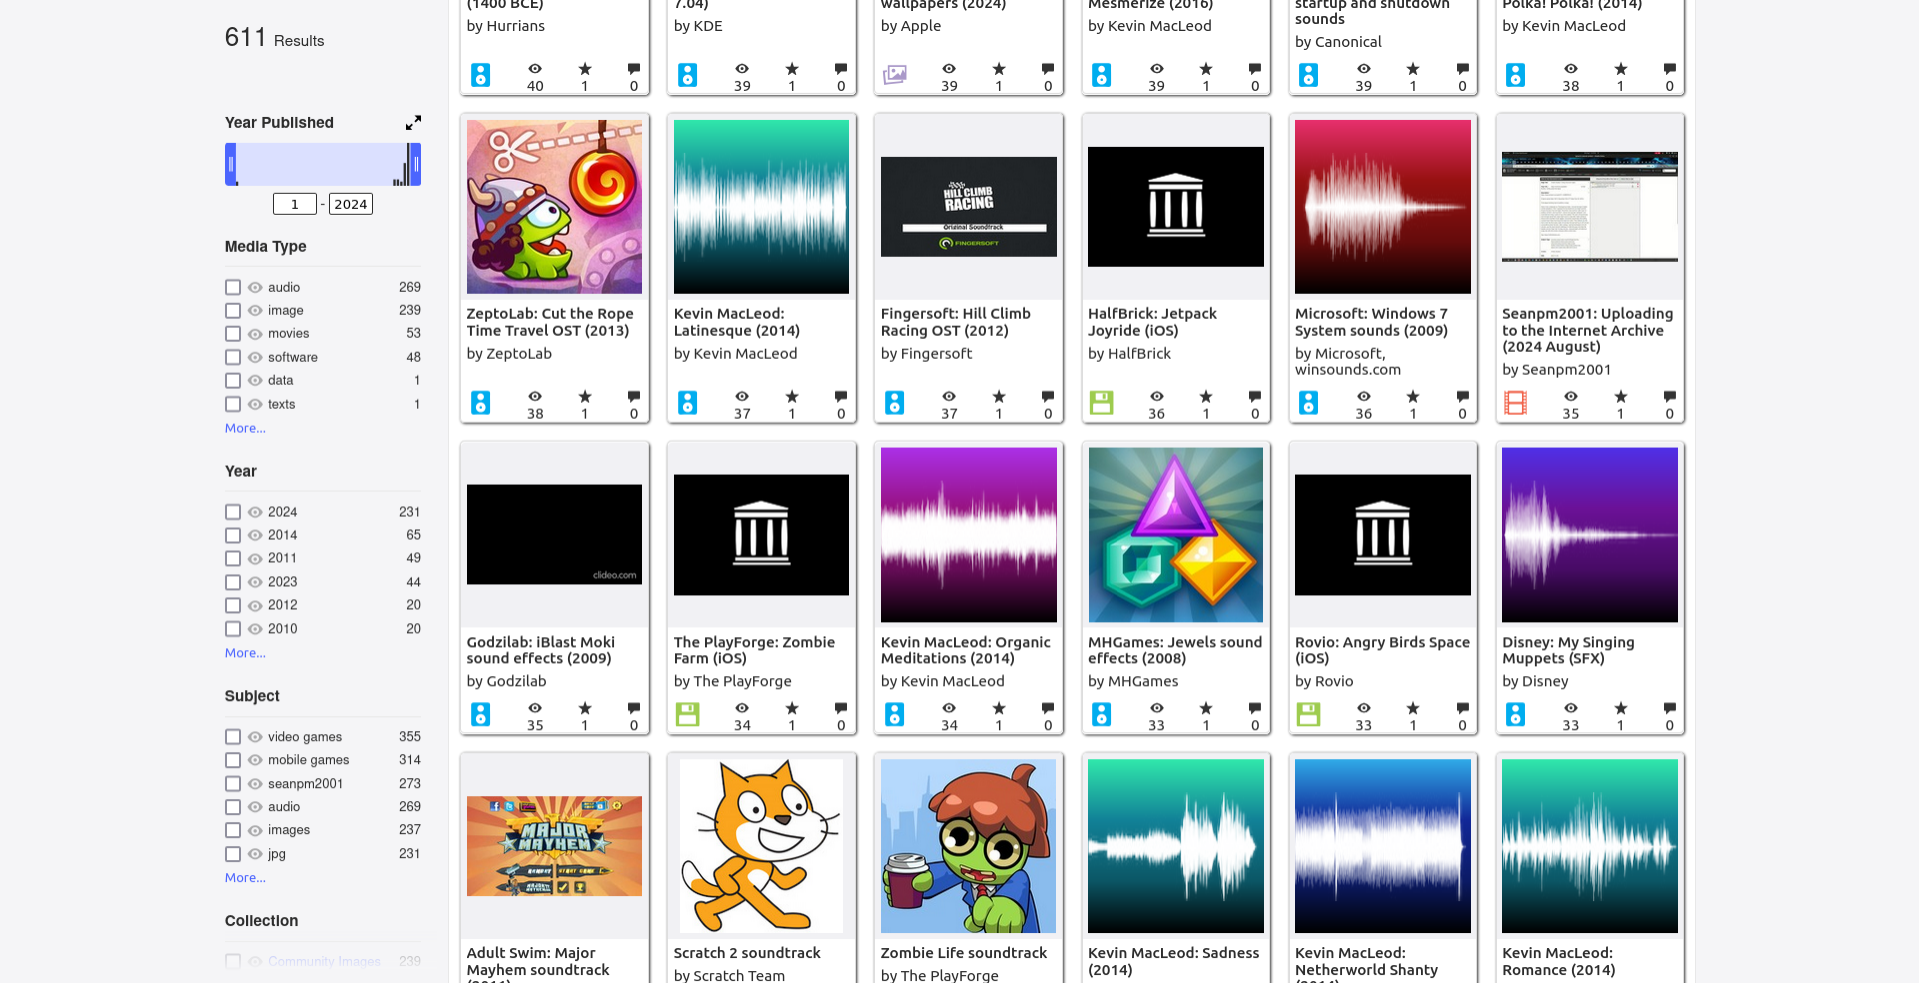 611 Results
Year Published
1 - 2024
Media Type
audio 269
image 239
movies 53
software 48
data 1
texts 1
More...
Year
2024 231
2014 65
2011 49
2023 44
2012 20
2010 20
More...
Subject
video games 355
mobile games 314
seanpm2001 273
audio 269
images 237
jpg 231
More...
Collection
Community Images 239
(1400 BCE)
by Hurrians
40 1 0
7.04)
by KDE
39 1 0
wallpapers (2024)
by Apple
39 1 0
Mesmerize (2016)
by Kevin MacLeod
39 1 0
startup and shutdown
sounds
by Canonical
39 1 0
Polka! Polka! (2014)
by Kevin MacLeod
38 1 0
ZeptoLab: Cut the Rope
Time Travel OST (2013)
by ZeptoLab
38 1 0
Kevin MacLeod:
Latinesque (2014)
by Kevin MacLeod
37 1 0
HILL CLIMB
RACING
Original Soundtrack
FINGERSOFT
Fingersoft: Hill Climb
Racing OST (2012)
by Fingersoft
37 1 0
HalfBrick: Jetpack
Joyride (iOS)
by HalfBrick
36 1 0
Microsoft: Windows 7
System sounds (2009)
by Microsoft,
winsounds.com
36 1 0
Seanpm2001: Uploading
to the Internet Archive
(2024 August)
by Seanpm2001
35 1 0
clideo.com
Godzilab: iBlast Moki
sound effects (2009)
by Godzilab
35 1 0
The PlayForge: Zombie
Farm (iOS)
by The PlayForge
34 1 0
Kevin MacLeod: Organic
Meditations (2014)
by Kevin MacLeod
34 1 0
MHGames: Jewels sound
effects (2008)
by MHGames
33 1 0
Rovio: Angry Birds Space
(iOS)
by Rovio
33 1 0
Disney: My Singing
Muppets (SFX)
by Disney
33 1 0
MAJOR
MAYHEM
Adult Swim: Major
Mayhem soundtrack
Scratch 2 soundtrack
by Scratch Team
Zombie Life soundtrack
by The PlayForge
Kevin MacLeod: Sadness
(2014)
Kevin MacLeod:
Netherworld Shanty
Kevin MacLeod:
Romance (2014)